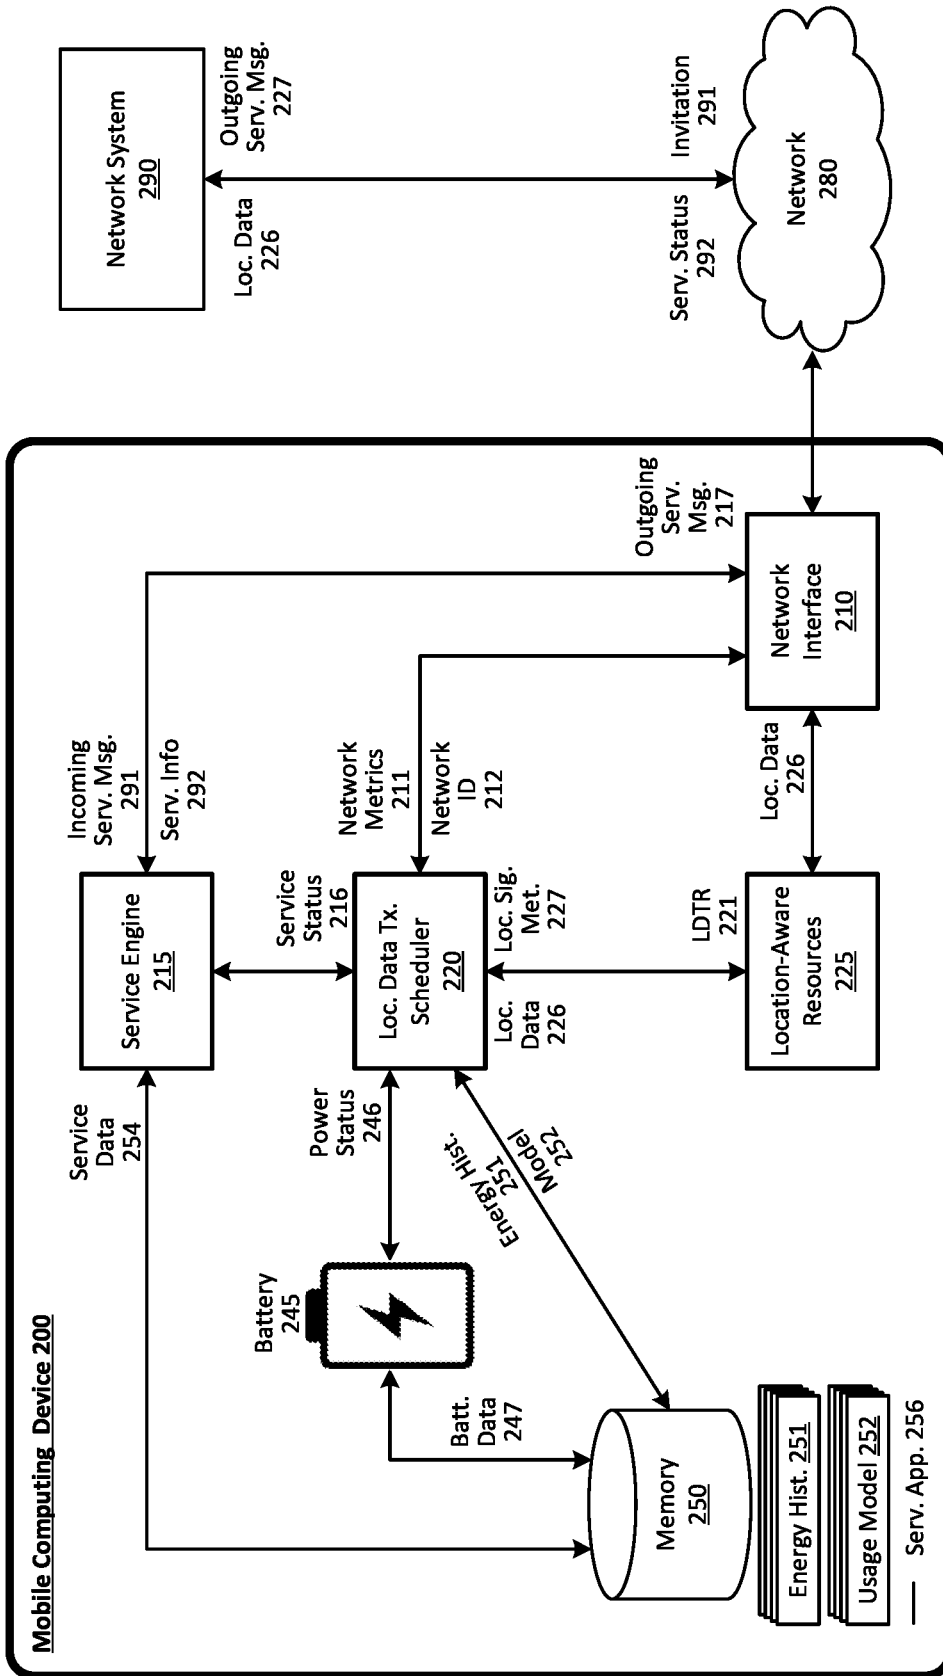 Mobile Computing Device 200
Service
Data
254
Service Engine
215
Incoming
Serv. Msg.
291
Serv. Info
292
Network System
290
Outgoing
Serv. Msg.
227
Loc. Data
226
Service
Status
216
Battery
245
Power
Status
246
Loc. Data Tx.
Scheduler
220
Network
Metrics
211
Network
ID
212
Batt.
Data
247
Energy Hist.
251
Model
252
Loc.
Data
226
Loc. Sig.
Met.
227
LDTR
221
Outgoing
Serv.
Msg.
217
Serv. Status
292
Invitation
291
Memory
250
Location-Aware
Resources
225
Loc. Data
226
Network
Interface
210
Network
280
Energy Hist. 251
Usage Model 252
Serv. App. 256